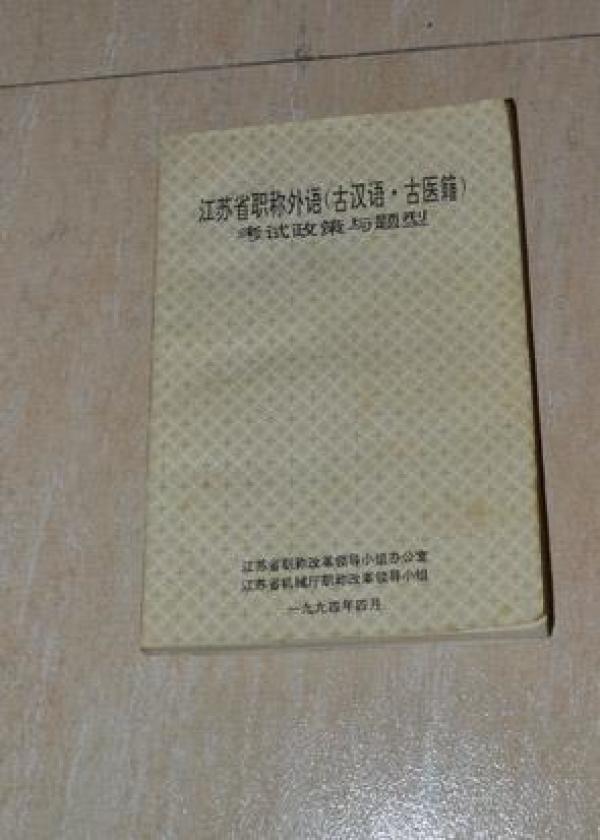 江苏省职称外语(古汉语·古医籍)
考试政策与题型
江苏省职称改革领导小组办公室
江苏省机械厅职称改革领导小组
一九九四年四月